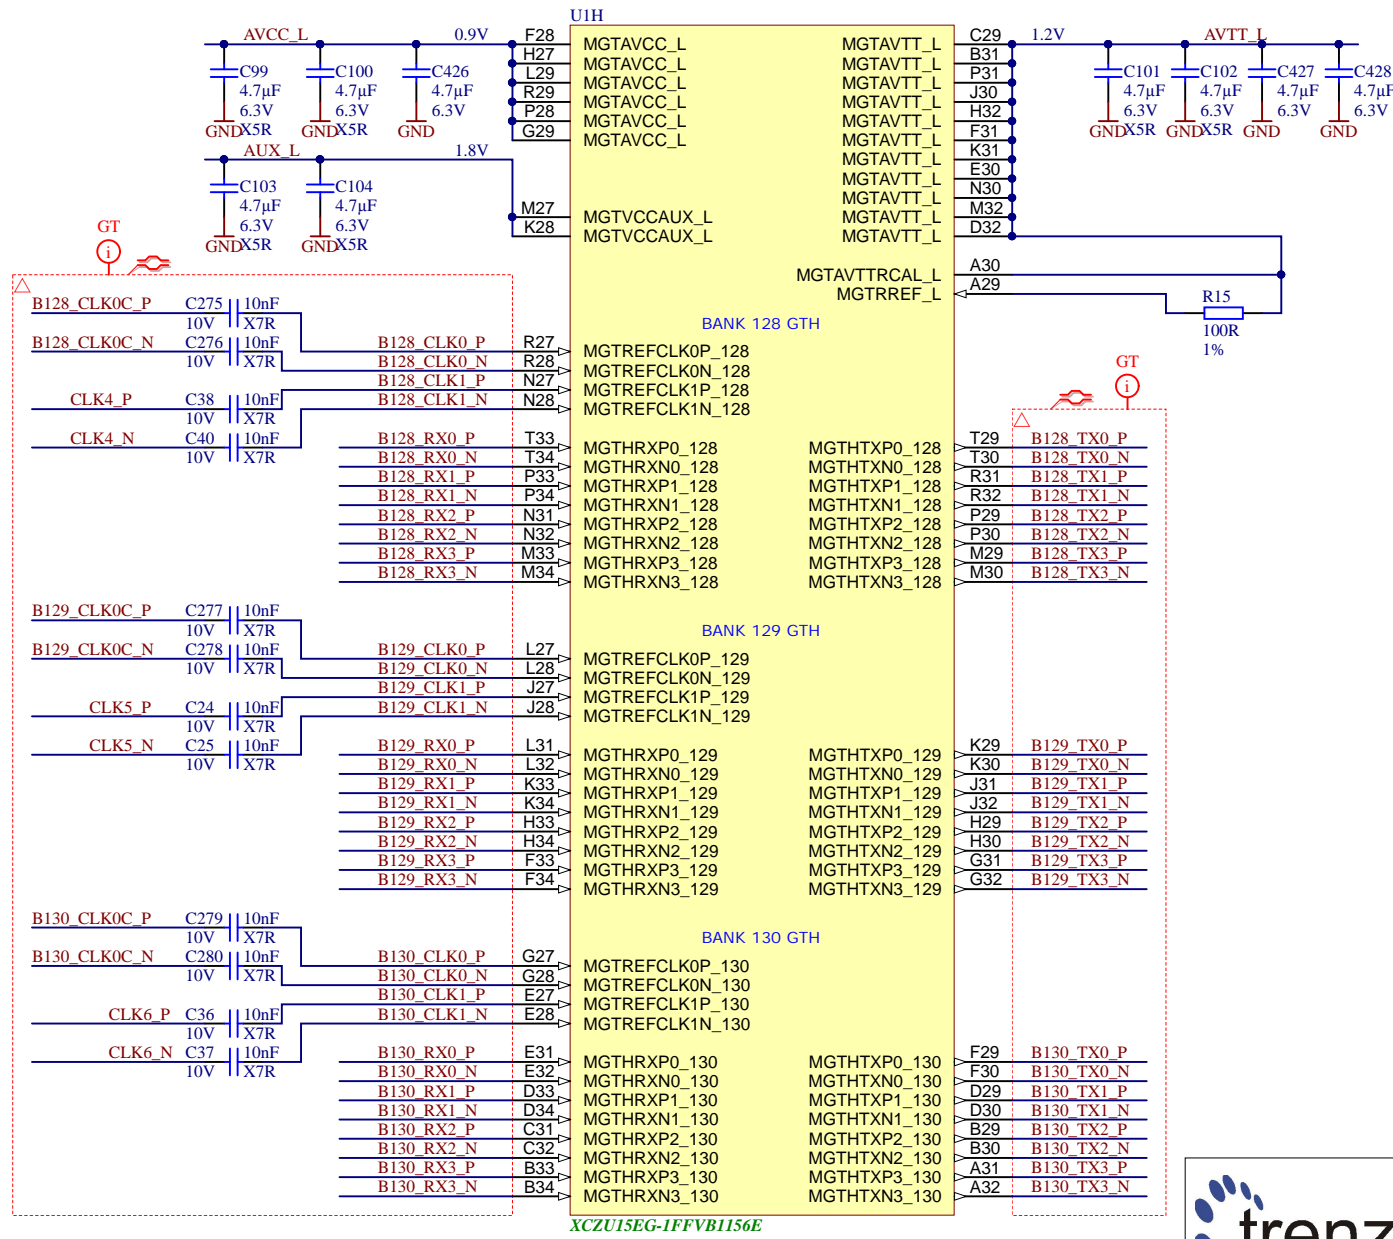 U1H
AVCC_L 0.9V F28 MGTAVCC_L MGTAVTT_L C29 1.2V AVTT_L
H27 MGTAVCC_L MGTAVTT_L B31
C99 C100 C426 L29 MGTAVCC_L MGTAVTT_L P31 C101 C102 C427 C428
4.7µF 4.7µF 4.7µF R29 MGTAVCC_L MGTAVTT_L J30 4.7µF 4.7µF 4.7µF 4.7µF
6.3V 6.3V 6.3V P28 MGTAVCC_L MGTAVTT_L H32 6.3V 6.3V 6.3V 6.3V
GND X5R GND X5R GND G29 MGTAVCC_L MGTAVTT_L F31 GND X5R GND X5R GND GND
AUX_L 1.8V MGTAVTT_L K31
C103 C104 MGTAVTT_L E30
4.7µF 4.7µF MGTAVTT_L N30
6.3V 6.3V M27 MGTVCCAUX_L MGTAVTT_L M32
GND X5R GND X5R K28 MGTVCCAUX_L MGTAVTT_L D32
GT
i
MGTAVTTRCAL_L A30
MGTRREF_L A29 R15
100R
1%
BANK 128 GTH
B128_CLK0C_P C275 10nF
10V X7R
B128_CLK0C_N C276 10nF B128_CLK0_P R27 MGTREFCLK0P_128
10V X7R B128_CLK0_N R28 MGTREFCLK0N_128
B128_CLK1_P N27 MGTREFCLK1P_128
CLK4_P C38 10nF B128_CLK1_N N28 MGTREFCLK1N_128
10V X7R
CLK4_N C40 10nF
10V X7R
GT
i
B128_RX0_P T33 MGTHRXP0_128 MGTHTXP0_128 T29 B128_TX0_P
B128_RX0_N T34 MGTHRXN0_128 MGTHTXN0_128 T30 B128_TX0_N
B128_RX1_P P33 MGTHRXP1_128 MGTHTXP1_128 R31 B128_TX1_P
B128_RX1_N P34 MGTHRXN1_128 MGTHTXN1_128 R32 B128_TX1_N
B128_RX2_P N31 MGTHRXP2_128 MGTHTXP2_128 P29 B128_TX2_P
B128_RX2_N N32 MGTHRXN2_128 MGTHTXN2_128 P30 B128_TX2_N
B128_RX3_P M33 MGTHRXP3_128 MGTHTXP3_128 M29 B128_TX3_P
B128_RX3_N M34 MGTHRXN3_128 MGTHTXN3_128 M30 B128_TX3_N
BANK 129 GTH
B129_CLK0C_P C277 10nF
10V X7R
B129_CLK0C_N C278 10nF B129_CLK0_P L27 MGTREFCLK0P_129
10V X7R B129_CLK0_N L28 MGTREFCLK0N_129
B129_CLK1_P J27 MGTREFCLK1P_129
CLK5_P C24 10nF B129_CLK1_N J28 MGTREFCLK1N_129
10V X7R
CLK5_N C25 10nF
10V X7R
B129_RX0_P L31 MGTHRXP0_129 MGTHTXP0_129 K29 B129_TX0_P
B129_RX0_N L32 MGTHRXN0_129 MGTHTXN0_129 K30 B129_TX0_N
B129_RX1_P K33 MGTHRXP1_129 MGTHTXP1_129 J31 B129_TX1_P
B129_RX1_N K34 MGTHRXN1_129 MGTHTXN1_129 J32 B129_TX1_N
B129_RX2_P H33 MGTHRXP2_129 MGTHTXP2_129 H29 B129_TX2_P
B129_RX2_N H34 MGTHRXN2_129 MGTHTXN2_129 H30 B129_TX2_N
B129_RX3_P F33 MGTHRXP3_129 MGTHTXP3_129 G31 B129_TX3_P
B129_RX3_N F34 MGTHRXN3_129 MGTHTXN3_129 G32 B129_TX3_N
BANK 130 GTH
B130_CLK0C_P C279 10nF
10V X7R
B130_CLK0C_N C280 10nF B130_CLK0_P G27 MGTREFCLK0P_130
10V X7R B130_CLK0_N G28 MGTREFCLK0N_130
B130_CLK1_P E27 MGTREFCLK1P_130
CLK6_P C36 10nF B130_CLK1_N E28 MGTREFCLK1N_130
10V X7R
CLK6_N C37 10nF
10V X7R
B130_RX0_P E31 MGTHRXP0_130 MGTHTXP0_130 F29 B130_TX0_P
B130_RX0_N E32 MGTHRXN0_130 MGTHTXN0_130 F30 B130_TX0_N
B130_RX1_P D33 MGTHRXP1_130 MGTHTXP1_130 D29 B130_TX1_P
B130_RX1_N D34 MGTHRXN1_130 MGTHTXN1_130 D30 B130_TX1_N
B130_RX2_P C31 MGTHRXP2_130 MGTHTXP2_130 B29 B130_TX2_P
B130_RX2_N C32 MGTHRXN2_130 MGTHTXN2_130 B30 B130_TX2_N
B130_RX3_P B33 MGTHRXP3_130 MGTHTXP3_130 A31 B130_TX3_P
B130_RX3_N B34 MGTHRXN3_130 MGTHTXN3_130 A32 B130_TX3_N
XCZU15EG-1FFVB1156E
trenz